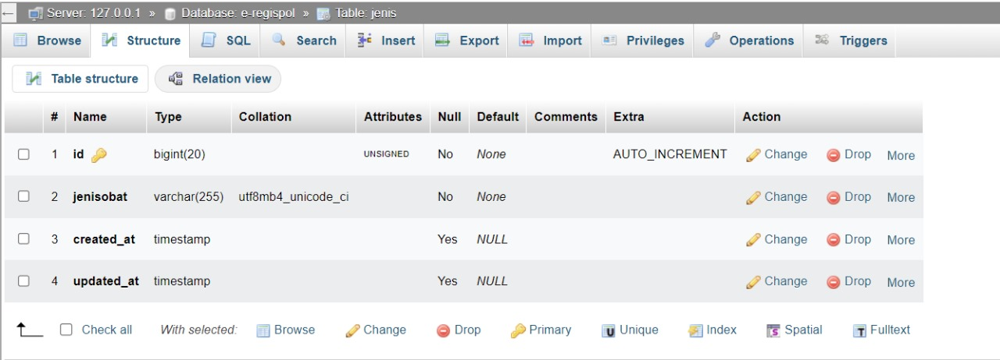 Server: 127.0.0.1 » Database: e-regispol » Table: jenis
Browse Structure SQL Search Insert Export Import Privileges Operations Triggers
Table structure Relation view
# Name Type Collation Attributes Null Default Comments Extra Action
1 id bigint(20) UNSIGNED No None AUTO_INCREMENT Change Drop More
2 jenisobat varchar(255) utf8mb4_unicode_ci No None Change Drop More
3 created_at timestamp Yes NULL Change Drop More
4 updated_at timestamp Yes NULL Change Drop More
Check all With selected: Browse Change Drop Primary Unique Index Spatial Fulltext